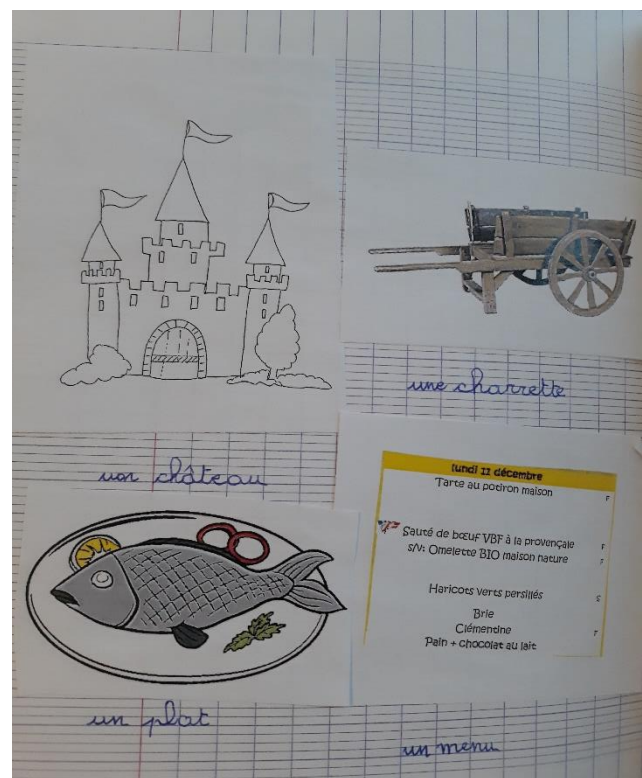 une charrette
un château
lundi 11 décembre
Tarte au potiron maison
F
Sauté de bœuf VBF à la provençale
F
s/v: Omelette BIO maison nature
F
Haricots verts persillés
S
Brie
Clémentine
F
Pain + chocolat au lait
un plat
un menu